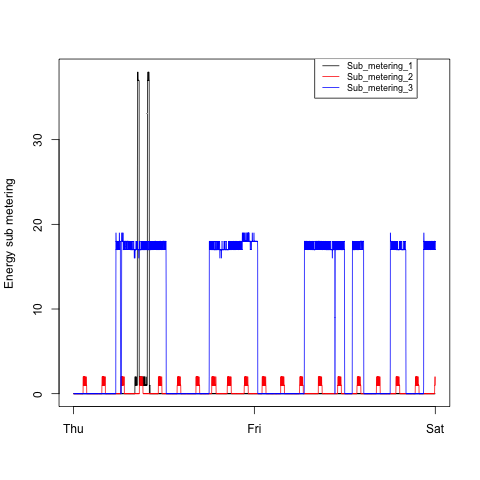 Sub_metering_1
Sub_metering_2
Sub_metering_3
Energy sub metering
30
20
10
0
Thu
Fri
Sat